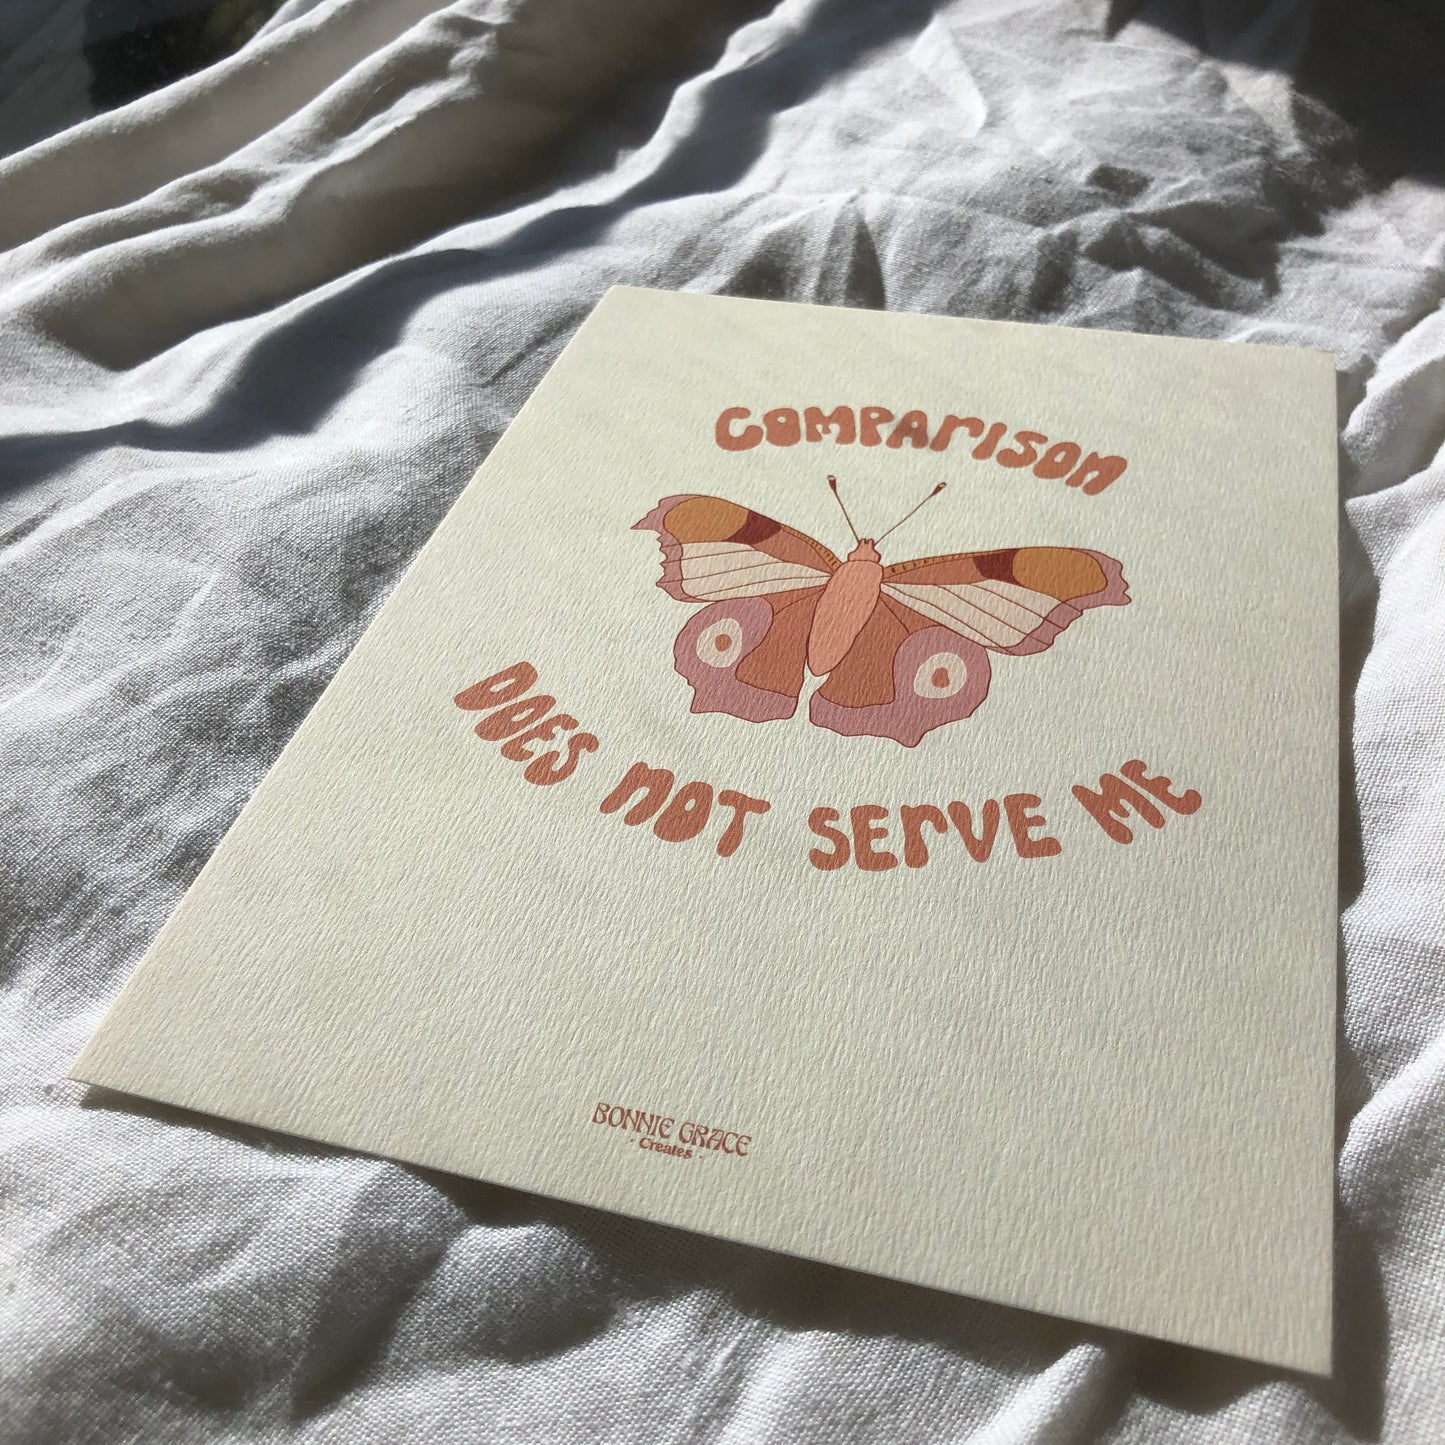 COMPARISON
DOES NOT SERVE ME
BONNIE GRACE
· Creates ·